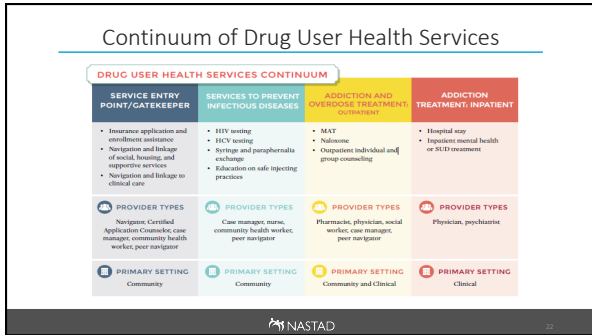 Continuum of Drug User Health Services
DRUG USER HEALTH SERVICES CONTINUUM
SERVICE ENTRY
POINT/GATEKEEPER
• Insurance application and
enrollment assistance
• Navigation and linkage
of social, housing, and
supportive services
• Navigation and linkage to
clinical care
PROVIDER TYPES
Navigator, Certified
Application Counselor, case
manager, community health
worker, peer navigator
PRIMARY SETTING
Community
SERVICES TO PREVENT
INFECTIOUS DISEASES
• HIV testing
• HCV testing
• Syringe and paraphernalia
exchange
• Education on safe injecting
practices
PROVIDER TYPES
Case manager, nurse,
community health worker,
peer navigator
PRIMARY SETTING
Community
ADDICTION AND
OVERDOSE TREATMENT:
OUTPATIENT
• MAT
• Naloxone
• Outpatient individual and
group counseling
PROVIDER TYPES
Pharmacist, physician, social
worker, case manager,
peer navigator
PRIMARY SETTING
Community and Clinical
ADDICTION
TREATMENT: INPATIENT
• Hospital stay
• Inpatient mental health
or SUD treatment
PROVIDER TYPES
Physician, psychiatrist
PRIMARY SETTING
Clinical
NASTAD
22